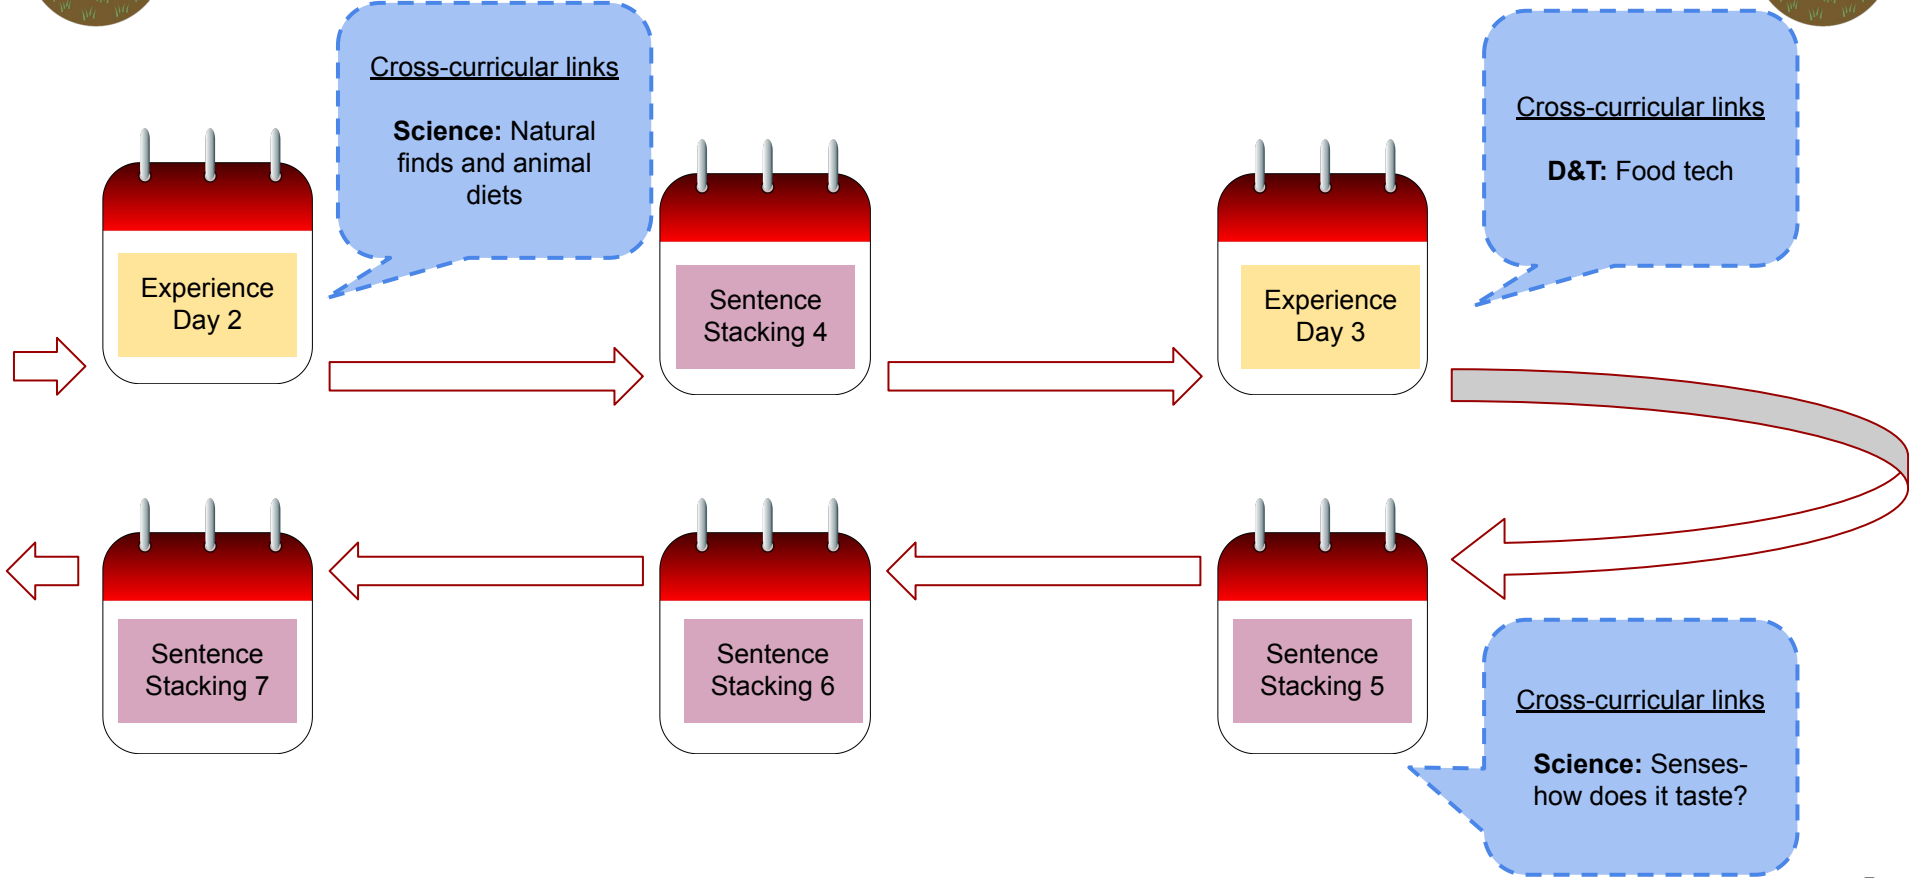 Cross-curricular links
Science: Natural
finds and animal
diets
Cross-curricular links
D&T: Food tech
Experience
Day 2
Sentence
Stacking 4
Experience
Day 3
Sentence
Stacking 7
Sentence
Stacking 6
Sentence
Stacking 5
Cross-curricular links
Science: Senses-
how does it taste?